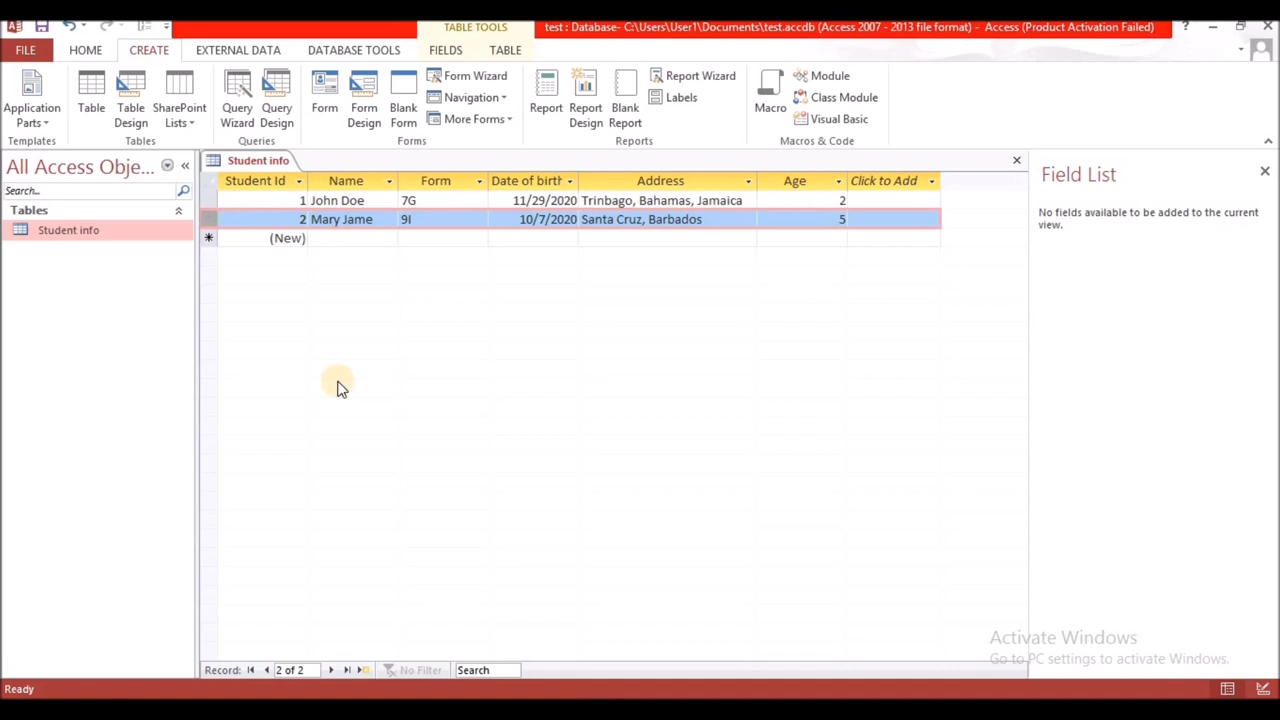 TABLE TOOLS
test : Database- C:\Users\User1\Documents\test.accdb (Access 2007 - 2013 file format) - Access (Product Activation Failed)
?
FILE HOME CREATE EXTERNAL DATA DATABASE TOOLS FIELDS TABLE
Application Parts
Templates
Table
Table Design
SharePoint Lists
Tables
Query Wizard
Query Design
Queries
Form
Form Design
Blank Form
Form Wizard
Navigation
More Forms
Forms
Report
Report Design
Blank Report
Report Wizard
Labels
Reports
Macro
Module
Class Module
Visual Basic
Macros & Code
All Access Obje...
Search...
Tables
Student info
Student info
Student Id Name Form Date of birth Address Age Click to Add
1 John Doe 7G 11/29/2020 Trinbago, Bahamas, Jamaica 2
2 Mary Jame 9I 10/7/2020 Santa Cruz, Barbados 5
(New)
Field List
No fields available to be added to the current
view.
Activate Windows
Go to PC settings to activate Windows.
Record: 2 of 2 No Filter Search
Ready